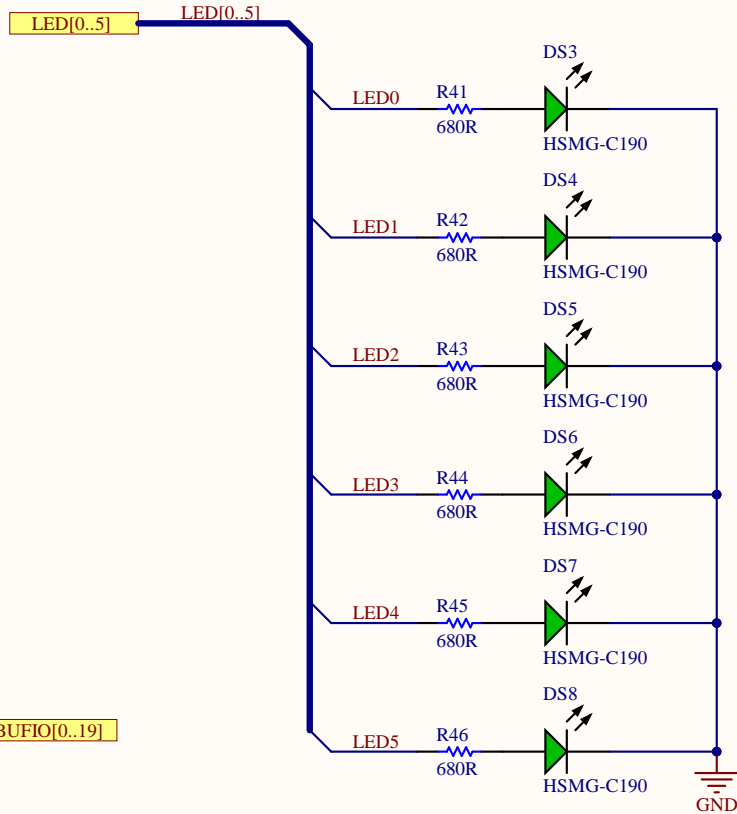 LED[0..5]
LED[0..5]
DS3
LED0
R41
680R
HSMG-C190
DS4
LED1
R42
680R
HSMG-C190
DS5
LED2
R43
680R
HSMG-C190
DS6
LED3
R44
680R
HSMG-C190
DS7
LED4
R45
680R
HSMG-C190
BUFIO[0..19]
DS8
LED5
R46
680R
HSMG-C190
GND